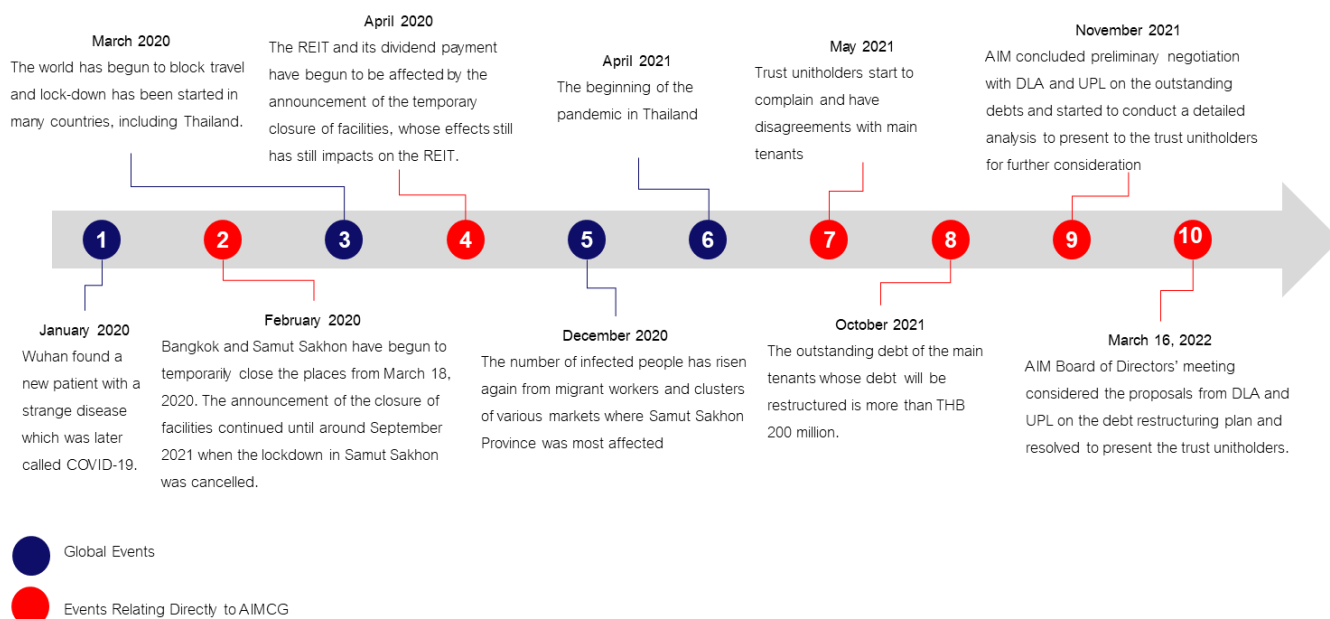 March 2020
The world has begun to block travel
and lock-down has been started in
many countries, including Thailand.
April 2020
The REIT and its dividend payment
have begun to be affected by the
announcement of the temporary
closure of facilities, whose effects still
has still impacts on the REIT.
April 2021
The beginning of the
pandemic in Thailand
May 2021
Trust unitholders start to
complain and have
disagreements with main
tenants
November 2021
AIM concluded preliminary negotiation
with DLA and UPL on the outstanding
debts and started to conduct a detailed
analysis to present to the trust unitholders
for further consideration
1
2
3
4
5
6
7
8
9
10
January 2020
Wuhan found a
new patient with a
strange disease
which was later
called COVID-19.
February 2020
Bangkok and Samut Sakhon have begun to
temporarily close the places from March 18,
2020. The announcement of the closure of
facilities continued until around September
2021 when the lockdown in Samut Sakhon
was cancelled.
December 2020
The number of infected people has risen
again from migrant workers and clusters
of various markets where Samut Sakhon
Province was most affected
October 2021
The outstanding debt of the main
tenants whose debt will be
restructured is more than THB
200 million.
March 16, 2022
AIM Board of Directors’ meeting
considered the proposals from DLA and
UPL on the debt restructuring plan and
resolved to present the trust unitholders.
Global Events
Events Relating Directly to AIMCG